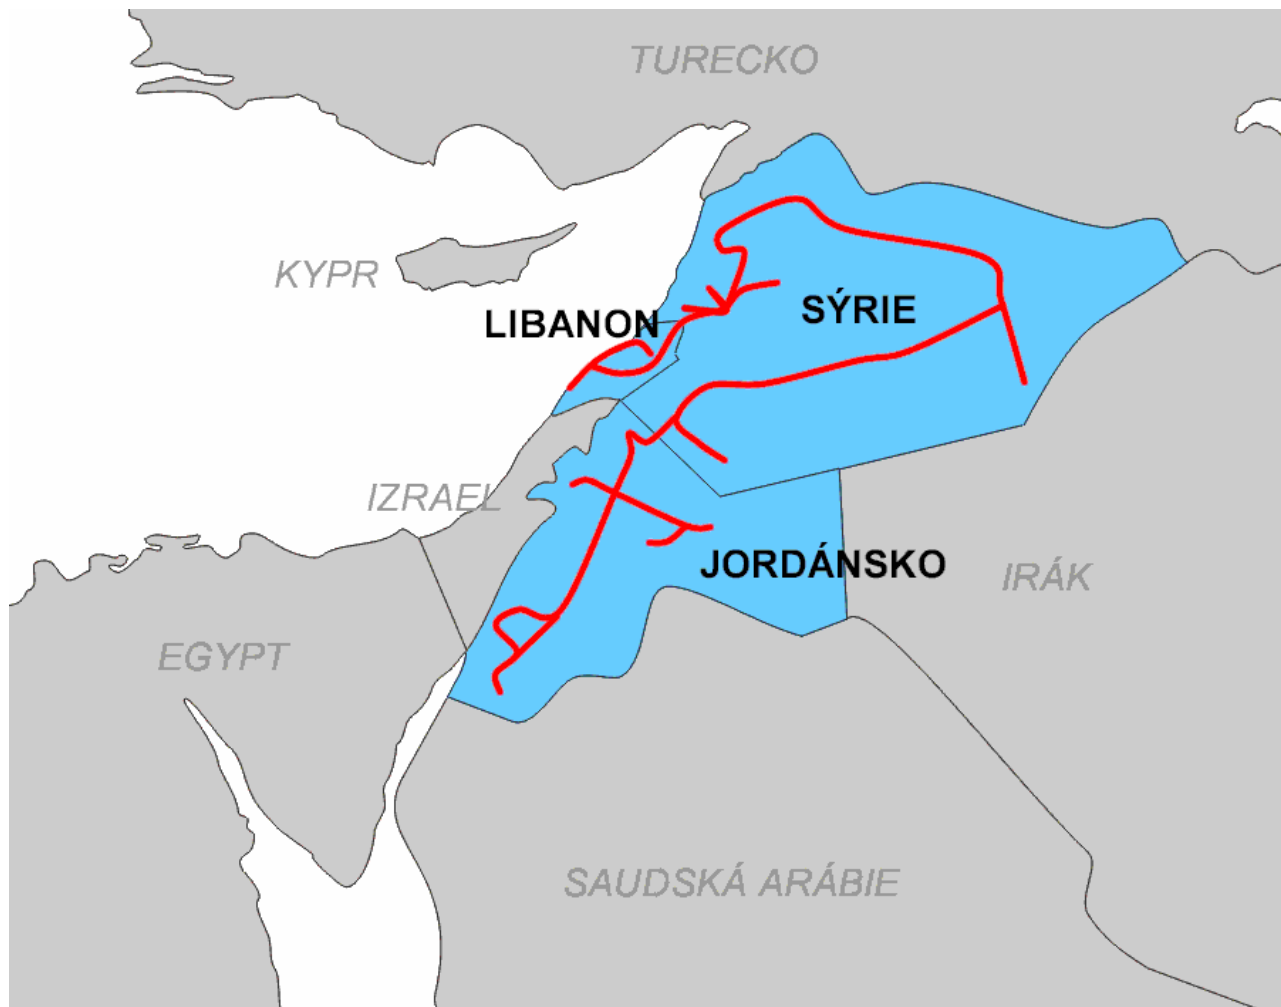 TURECKO
KYPR
SÝRIE
LIBANON
IZRAEL
JORDÁNSKO
IRÁK
EGYPT
SAUDSKÁ ARÁBIE